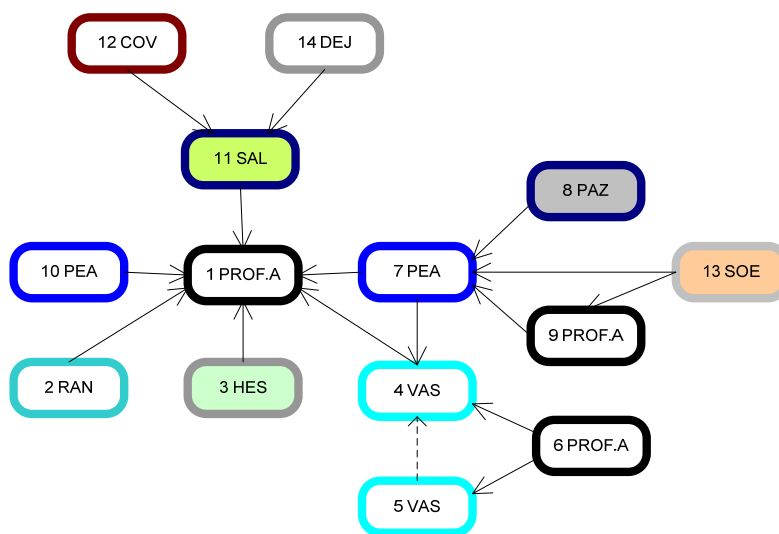 12 COV
14 DEJ
11 SAL
8 PAZ
10 PEA
1 PROF.A
7 PEA
13 SOE
9 PROF.A
2 RAN
3 HES
4 VAS
6 PROF.A
5 VAS